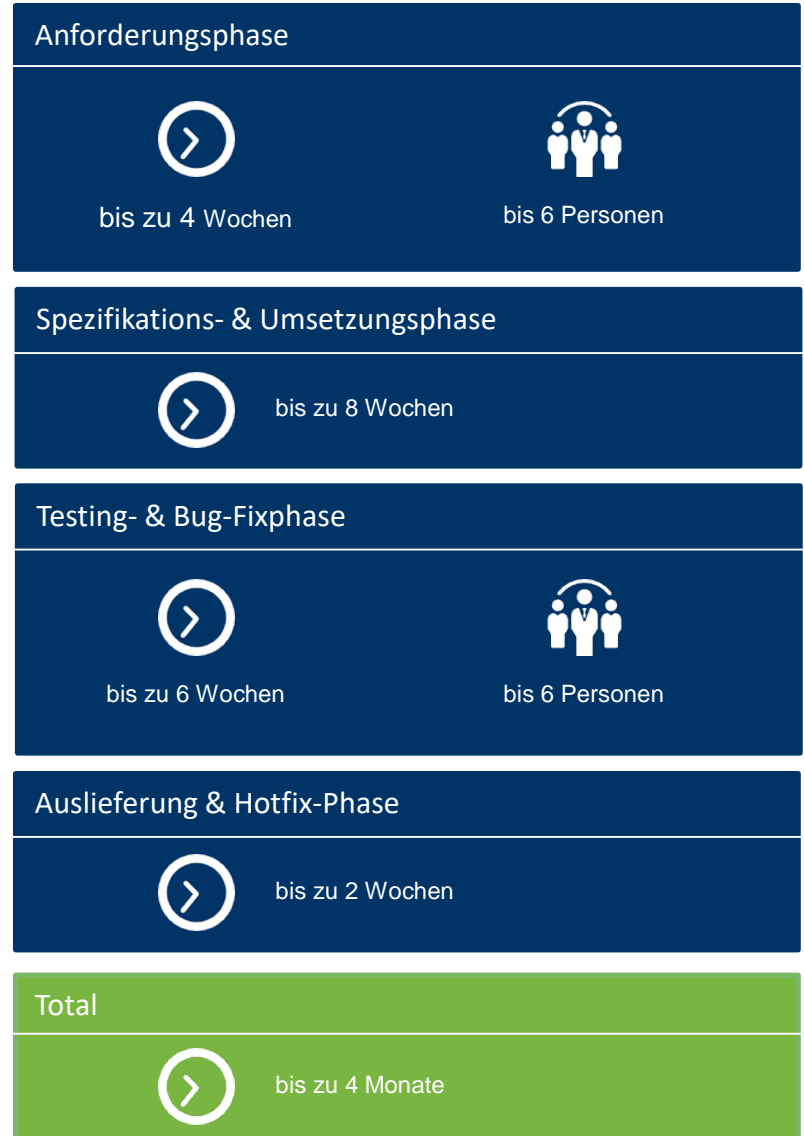 Anforderungsphase
bis zu 4 Wochen
bis 6 Personen
Spezifikations- & Umsetzungsphase
bis zu 8 Wochen
Testing- & Bug-Fixphase
bis zu 6 Wochen
bis 6 Personen
Auslieferung & Hotfix-Phase
bis zu 2 Wochen
Total
bis zu 4 Monate